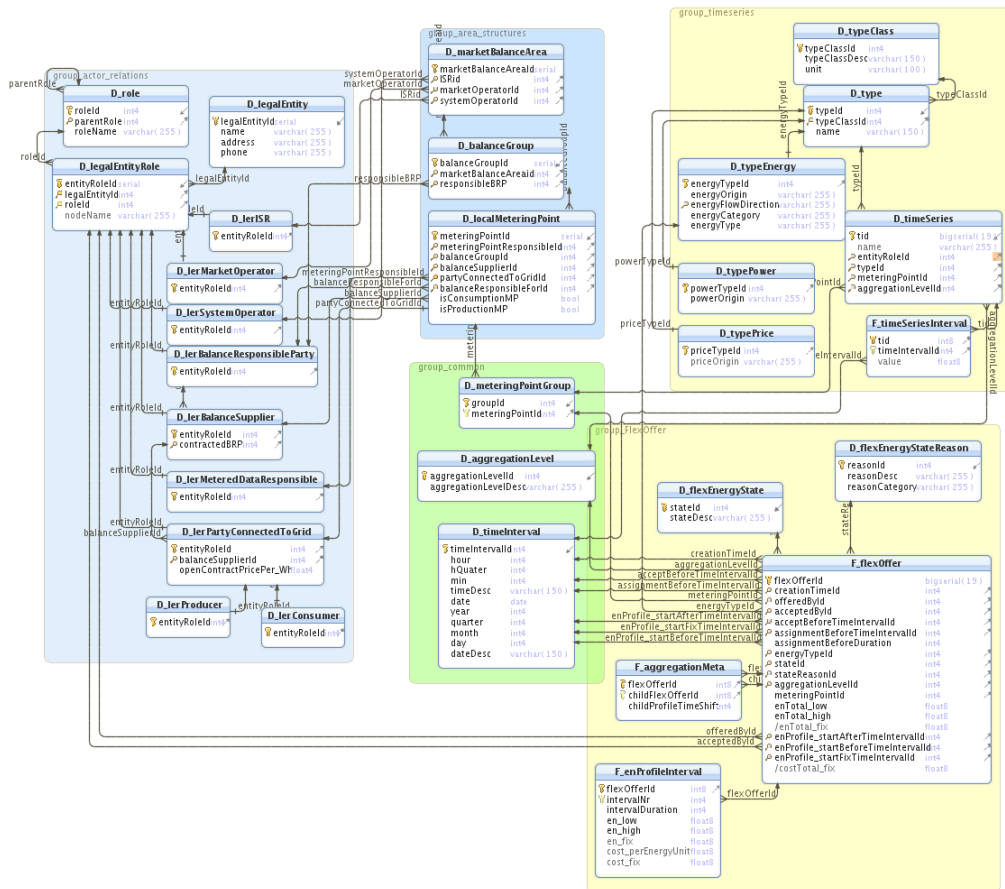 group_actor_relations
D_role
roleId int4
parentRole int4
roleName varchar(255)
parentRole
roleId
D_legalEntity
legalEntityId serial
name varchar(255)
address varchar(255)
phone varchar(255)
D_legalEntityRole
entityRoleId serial
legalEntityId int4
roleId int4
nodeName varchar(255)
legalEntityId
D_lerISR
entityRoleId int4
D_lerMarketOperator
entityRoleId int4
D_lerSystemOperator
entityRoleId int4
entityRoleId
D_lerBalanceResponsibleParty
entityRoleId int4
entityRoleId
D_lerBalanceSupplier
entityRoleId int4
contractedBRP int4
entityRoleId
D_lerMeteredDataResponsible
entityRoleId int4
entityRoleId
D_lerPartyConnectedToGrid
entityRoleId int4
balanceSupplierId int4
openContractPricePer_Wh float4
entityRoleId
balanceSupplierId
D_lerProducer
entityRoleId int4
D_lerConsumer
entityRoleId int4
group_area_structures
D_marketBalanceArea
marketBalanceAreaId serial
ISRid int4
marketOperatorId int4
systemOperatorId int4
systemOperatorId
marketOperatorId
ISRid
D_balanceGroup
balanceGroupId serial
marketBalanceAreaid int4
responsibleBRP int4
responsibleBRP
balanceGroupId
D_localMeteringPoint
meteringPointId serial
meteringPointResponsibleId int4
balanceGroupId int4
balanceSupplierId int4
partyConnectedToGridId int4
balanceResponsibleForId int4
isConsumptionMP bool
isProductionMP bool
meteringPointResponsibleId
balanceResponsibleForId
balanceSupplierId
partyConnectedToGridId
group_common
D_meteringPointGroup
groupId int4
meteringPointId int4
D_aggregationLevel
aggregationLevelId int4
aggregationLevelDesc varchar(255)
D_timeInterval
timeIntervalId int4
hour int4
hQuater int4
min int4
timeDesc varchar(150)
date date
year int4
quarter int4
month int4
day int4
dateDesc varchar(150)
group_timeseries
D_typeClass
typeClassId int4
typeClassDesc varchar(150)
unit varchar(100)
D_type
typeId int4
typeClassId int4
name varchar(150)
typeClassId
energyTypeId
typeId
D_typeEnergy
energyTypeId int4
energyOrigin varchar(255)
energyFlowDirection varchar(255)
energyCategory varchar(255)
energyType varchar(255)
D_timeSeries
tid bigserial(19)
name varchar(255)
entityRoleId int4
typeId int4
meteringPointId int4
aggregationLevelId int4
powerTypeId
D_typePower
powerTypeId int4
powerOrigin varchar(255)
priceTypeId
D_typePrice
priceTypeId int4
priceOrigin varchar(255)
F_timeSeriesInterval
tid int8
timeIntervalId int4
value float8
aggregationLevelId
group_FlexOffer
D_flexEnergyStateReason
reasonId int4
reasonDesc varchar(255)
reasonCategory varchar(255)
D_flexEnergyState
stateId int4
stateDesc varchar(255)
F_flexOffer
flexOfferId bigserial(19)
creationTimeId int4
offeredById int4
acceptedById int4
acceptBeforeTimeIntervalId int4
assignmentBeforeTimeIntervalId int4
assignmentBeforeDuration int4
energyTypeId int4
stateId int4
stateReasonId int4
aggregationLevelId int4
meteringPointId int4
enTotal_low float8
enTotal_high float8
/enTotal_fix float8
enProfile_startAfterTimeIntervalId int4
enProfile_startBeforeTimeIntervalId int4
enProfile_startFixTimeIntervalId int4
/costTotal_fix float8
creationTimeId
aggregationLevelId
acceptBeforeTimeIntervalId
assignmentBeforeTimeIntervalId
meteringPointId
energyTypeId
enProfile_startAfterTimeIntervalId
enProfile_startFixTimeIntervalId
enProfile_startBeforeTimeIntervalId
F_aggregationMeta
flexOfferId int8
childFlexOfferId int8
childProfileTimeShift int4
offeredById
acceptedById
F_enProfileInterval
flexOfferId int8
intervalNr int4
intervalDuration int4
en_low float8
en_high float8
en_fix float8
cost_perEnergyUnit float8
cost_fix float8
flexOfferId